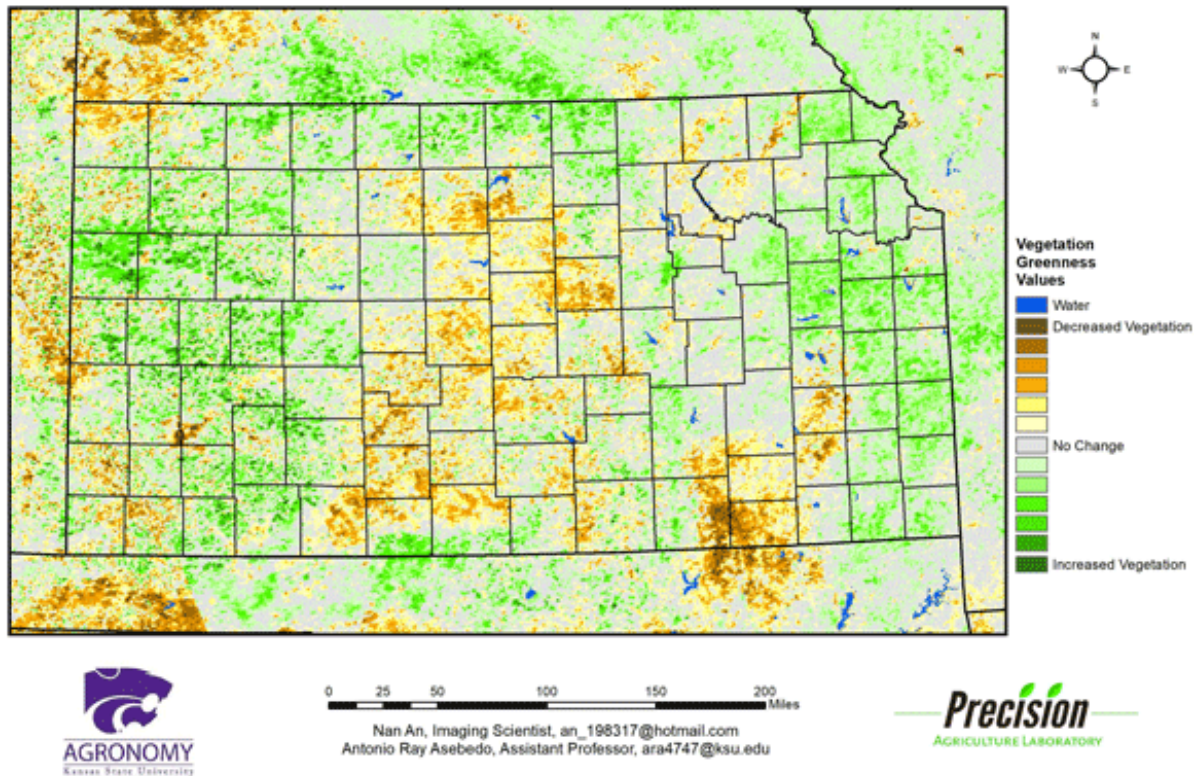 N
W E
S
Vegetation
Greenness
Values
Water
Decreased Vegetation
No Change
Increased Vegetation
0 25 50 100 150 200
Miles
Nan An, Imaging Scientist, an_198317@hotmail.com
Antonio Ray Asebedo, Assistant Professor, ara4747@ksu.edu
AGRONOMY
Kansas State University
Precision
AGRICULTURE LABORATORY